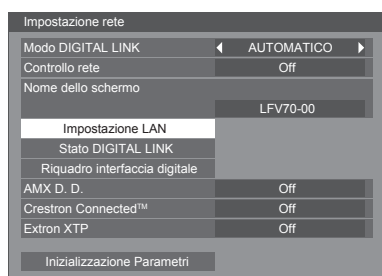 Impostazione rete
Modo DIGITAL LINK AUTOMATICO
Controllo rete Off
Nome dello schermo
LFV70-00
Impostazione LAN
Stato DIGITAL LINK
Riquadro interfaccia digitale
AMX D. D. Off
Crestron Connected™ Off
Extron XTP Off
Inizializzazione Parametri